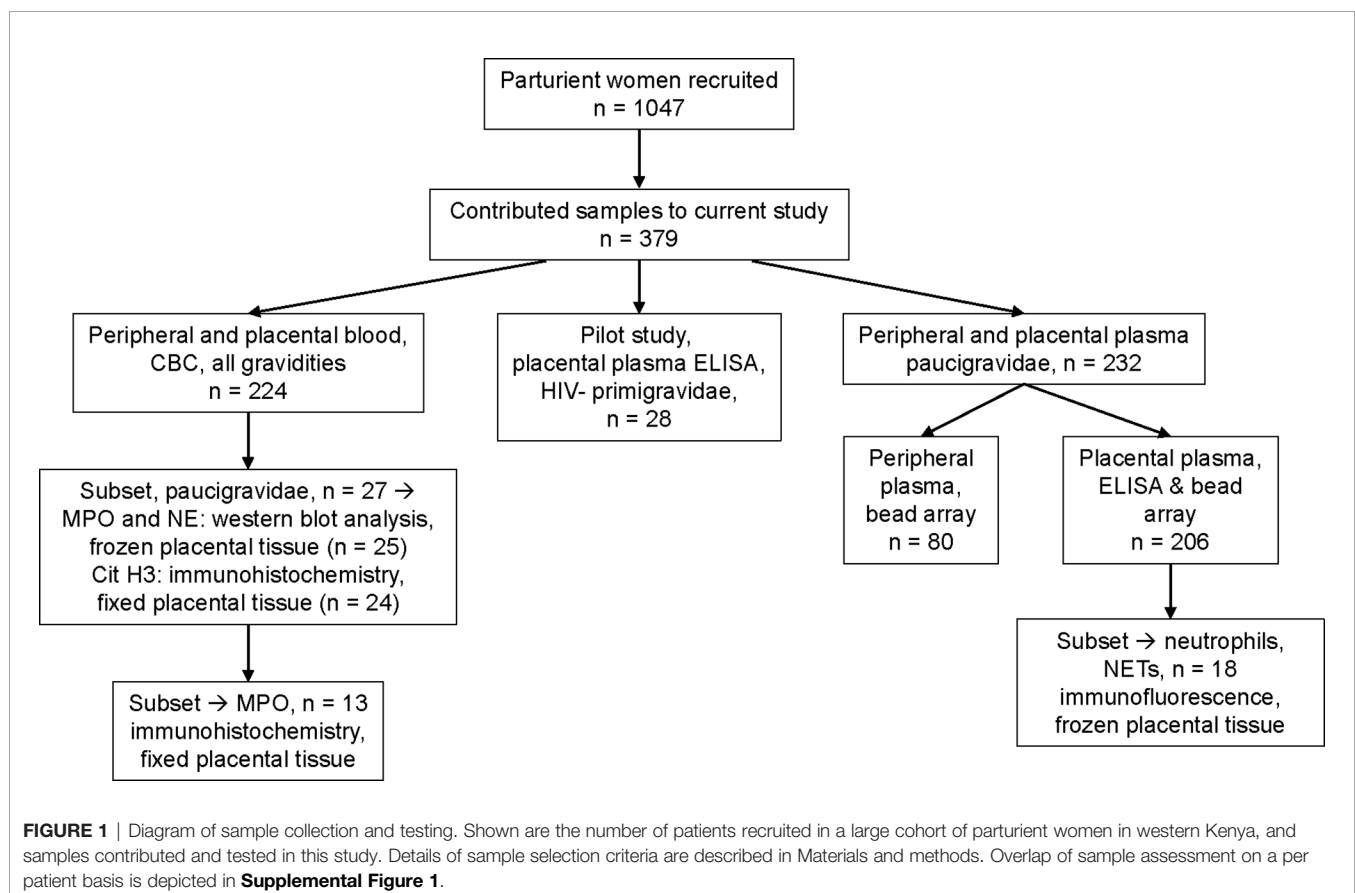 Parturient women recruited
n = 1047
Contributed samples to current study
n = 379
Peripheral and placental blood,
CBC, all gravidities
n = 224
Pilot study,
placental plasma ELISA,
HIV- primigravidae,
n = 28
Peripheral and placental plasma
paucigravidae, n = 232
Subset, paucigravidae, n = 27 →
MPO and NE: western blot analysis,
frozen placental tissue (n = 25)
Cit H3: immunohistochemistry,
fixed placental tissue (n = 24)
Peripheral
plasma,
bead array
n = 80
Placental plasma,
ELISA & bead
array
n = 206
Subset → MPO, n = 13
immunohistochemistry,
fixed placental tissue
Subset → neutrophils,
NETs, n = 18
immunofluorescence,
frozen placental tissue
FIGURE 1 | Diagram of sample collection and testing. Shown are the number of patients recruited in a large cohort of parturient women in western Kenya, and
samples contributed and tested in this study. Details of sample selection criteria are described in Materials and methods. Overlap of sample assessment on a per
patient basis is depicted in Supplemental Figure 1.